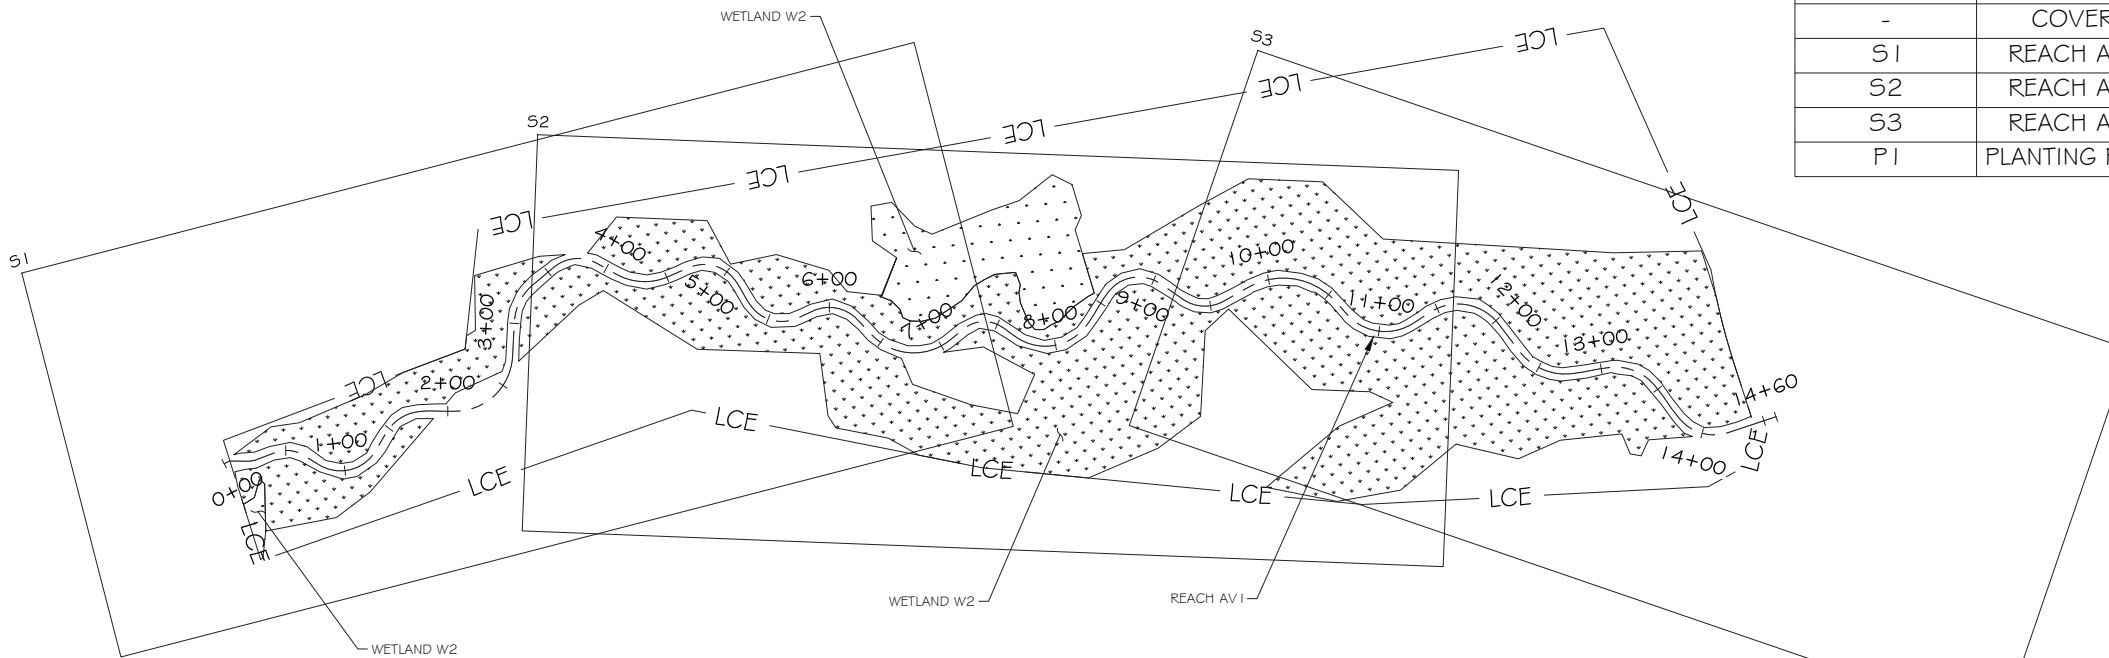 WETLAND W2
S3
LCE
- COVER
S1 REACH A
S2 REACH A
S3 REACH A
P1 PLANTING
LCE
LCE
S2
LCE
LCE
LCE
S1
4+00
10+00
6+00
5+00
3+00
7+00
8+00
9+00
11+00
12+00
13+00
LCE
2+00
14+60
1+00
LCE
LCE
14+00
0+00
LCE
LCE
LCE
LCE
LCE
WETLAND W2
REACH AV1
WETLAND W2